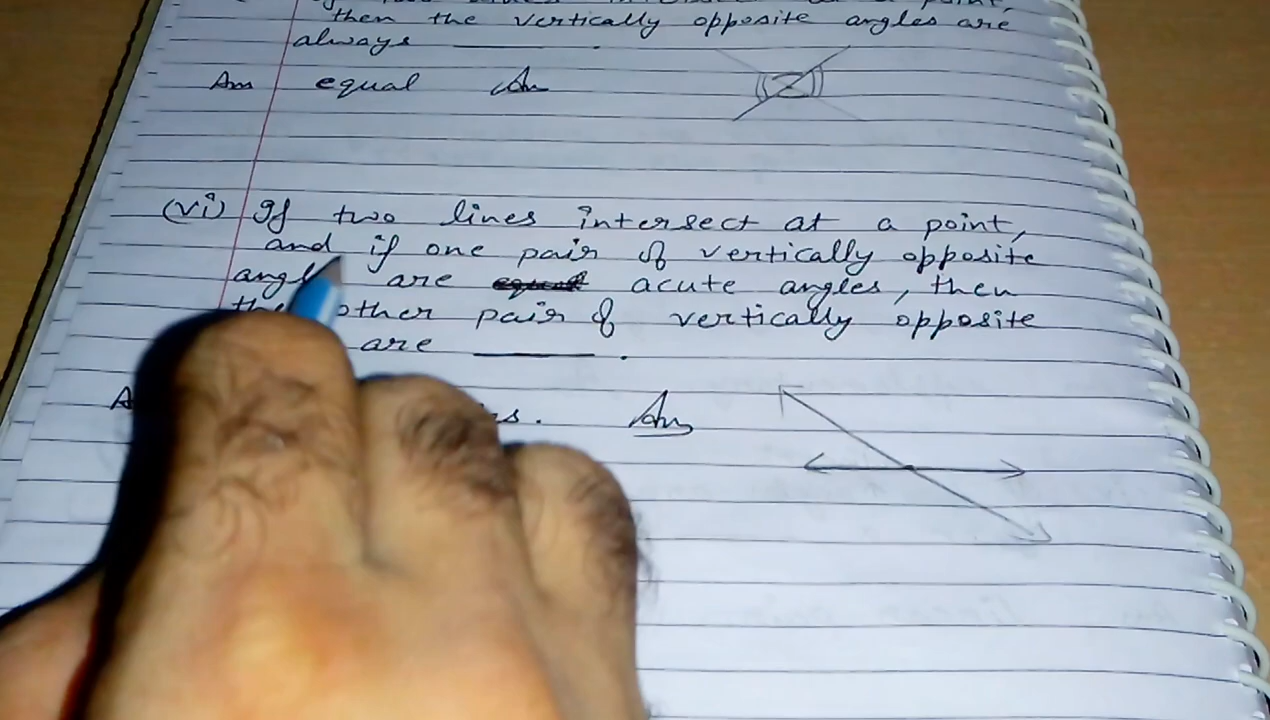 then the vertically opposite angles are
always ______.
Ans equal Ans
(vi) If two lines intersect at a point,
and if one pair of vertically opposite
are acute angles, then
other pair of vertically opposite
are ______.
Ans